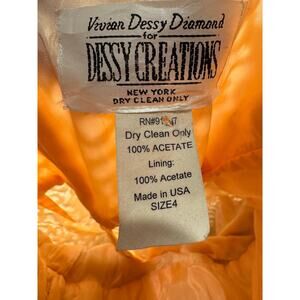 Vivian Dessy Diamond
for
DESSY CREATIONS
NEW YORK
DRY CLEAN ONLY
Dry Clean Only
100% ACETATE
Lining:
100% Acetate
Made in USA
SIZE4